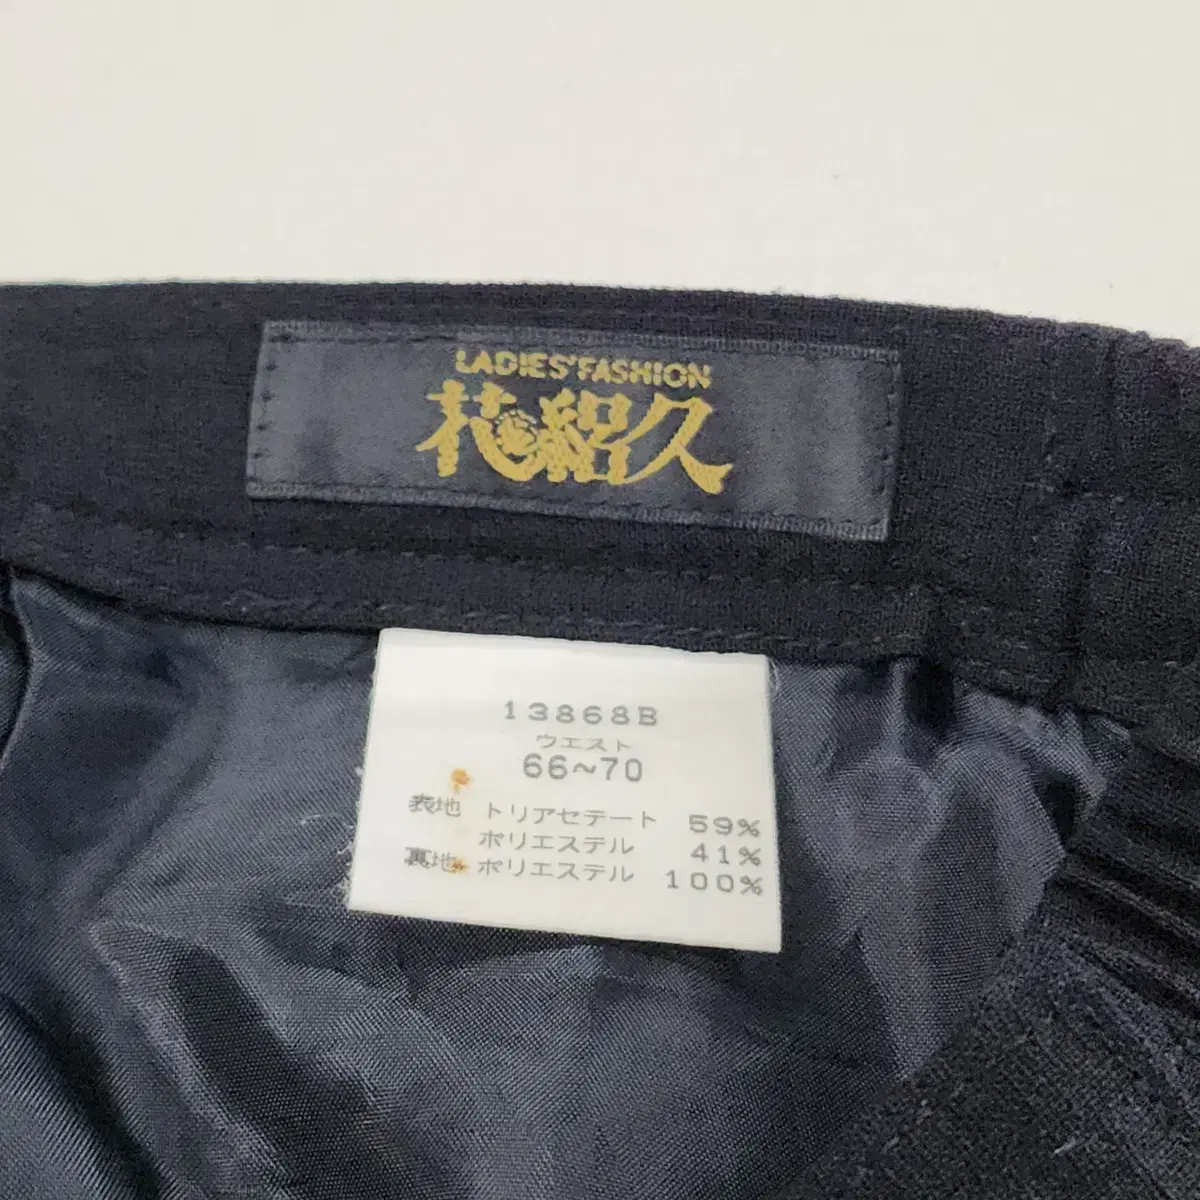 LADIES'FASHION
花絽久
13868B
ウエスト
66~70
表地 トリアセテート 59%
ポリエステル 41%
裏地 ポリエステル 100%